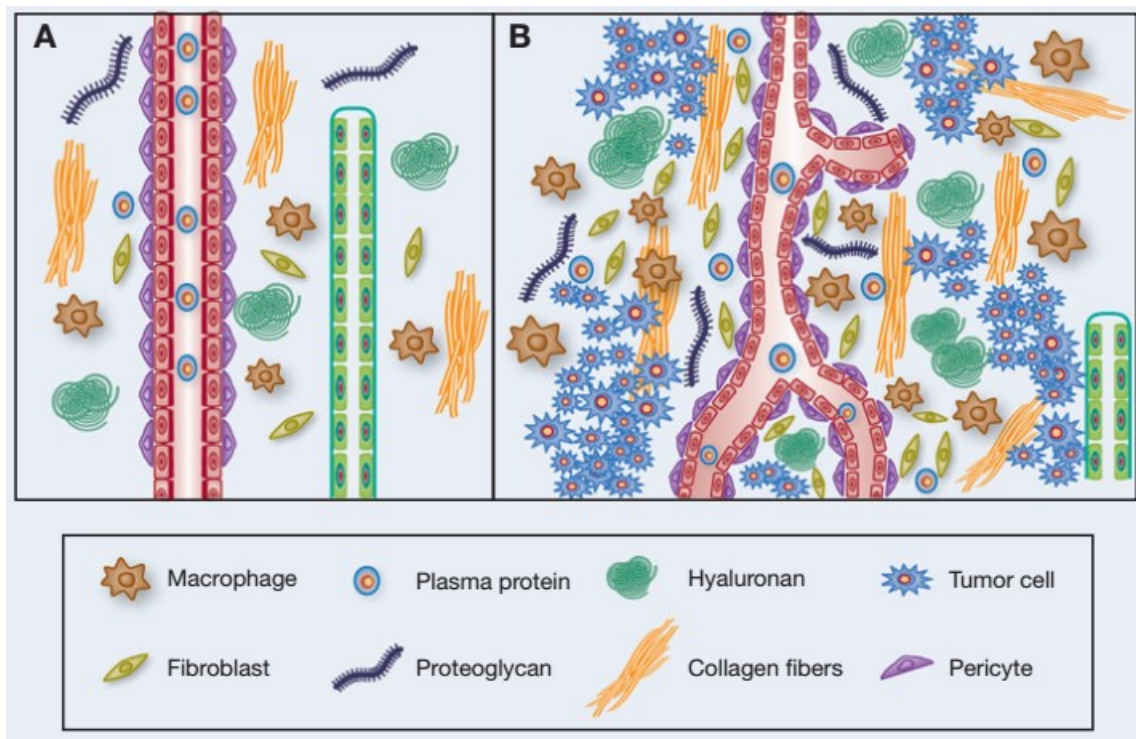 A B
Macrophage Plasma protein Hyaluronan Tumor cell
Fibroblast Proteoglycan Collagen fibers Pericyte